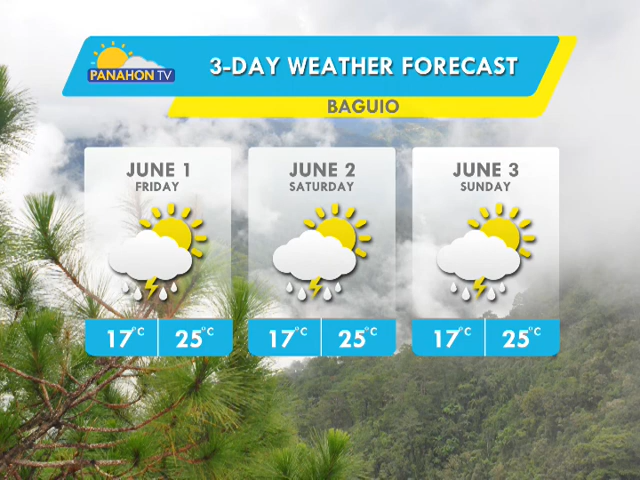 PANAHON TV
3-DAY WEATHER FORECAST
BAGUIO
JUNE 1
FRIDAY
17°C
25°C
JUNE 2
SATURDAY
17°C
25°C
JUNE 3
SUNDAY
17°C
25°C